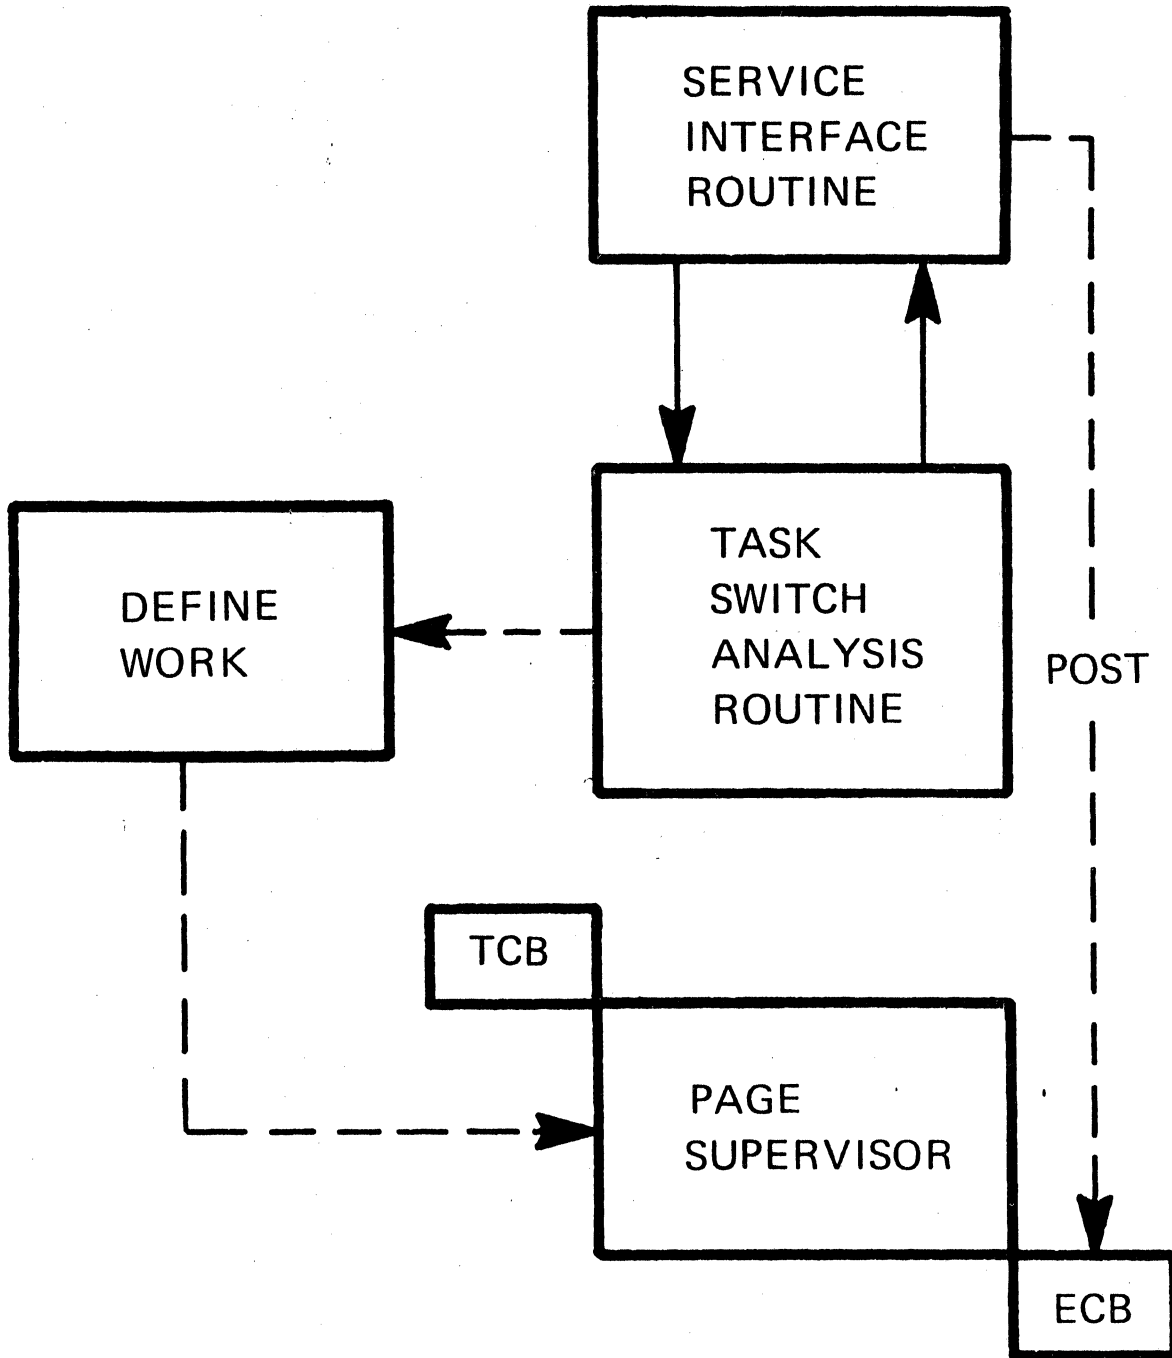 SERVICE
INTERFACE
ROUTINE
TASK
SWITCH
ANALYSIS
ROUTINE
DEFINE
WORK
POST
TCB
PAGE
SUPERVISOR
ECB